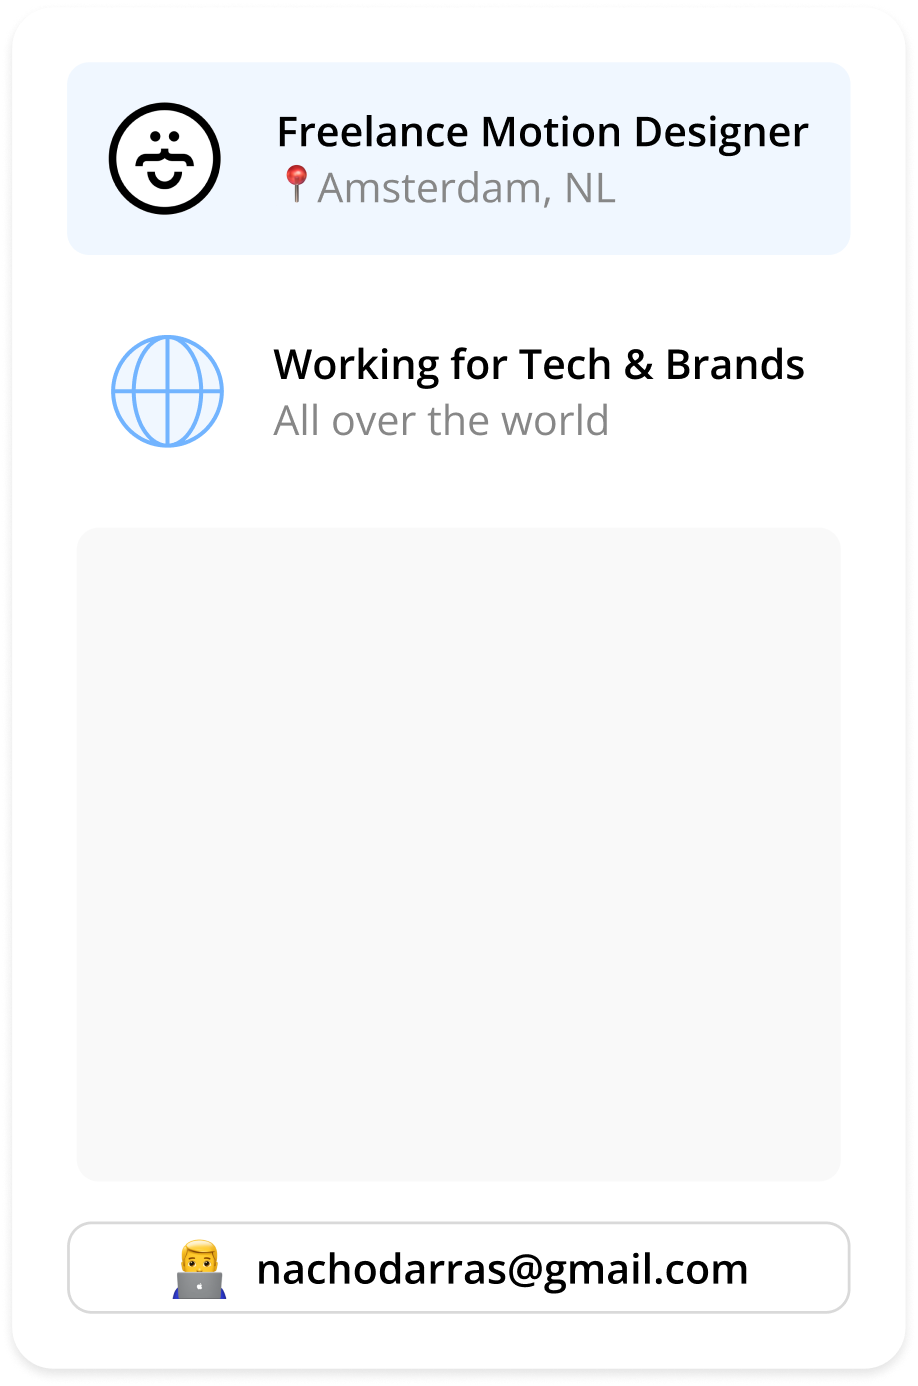 Freelance Motion Designer
📍Amsterdam, NL
Working for Tech & Brands
All over the world
nachodarras@gmail.com